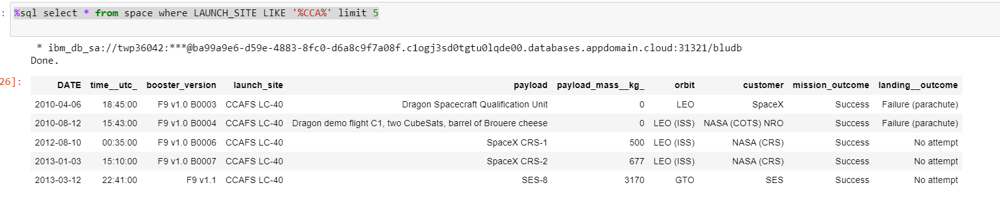 : %sql select * from space where LAUNCH_SITE LIKE '%CCA%' limit 5
* ibm_db_sa://twp36042:***@ba99a9e6-d59e-4883-8fc0-d6a8c9f7a08f.c1ogj3sd0tgtu0lqde00.databases.appdomain.cloud:31321/bludb
Done.
26]:
DATE time__utc_ booster_version launch_site payload payload_mass__kg_ orbit customer mission_outcome landing__outcome
2010-04-06 18:45:00 F9 v1.0 B0003 CCAFS LC-40 Dragon Spacecraft Qualification Unit 0 LEO SpaceX Success Failure (parachute)
2010-08-12 15:43:00 F9 v1.0 B0004 CCAFS LC-40 Dragon demo flight C1, two CubeSats, barrel of Brouere cheese 0 LEO (ISS) NASA (COTS) NRO Success Failure (parachute)
2012-08-10 00:35:00 F9 v1.0 B0006 CCAFS LC-40 SpaceX CRS-1 500 LEO (ISS) NASA (CRS) Success No attempt
2013-01-03 15:10:00 F9 v1.0 B0007 CCAFS LC-40 SpaceX CRS-2 677 LEO (ISS) NASA (CRS) Success No attempt
2013-03-12 22:41:00 F9 v1.1 CCAFS LC-40 SES-8 3170 GTO SES Success No attempt